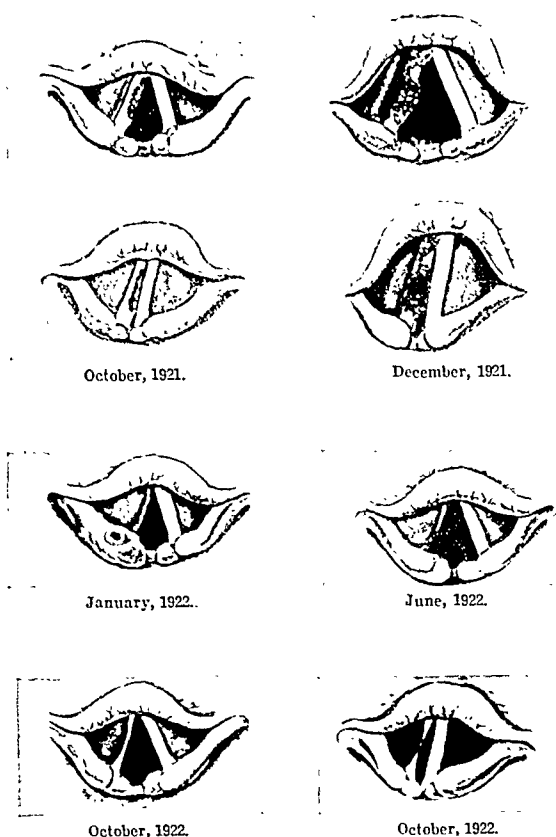 October, 1921.
December, 1921.
January, 1922..
June, 1922.
October, 1922.
October, 1922.